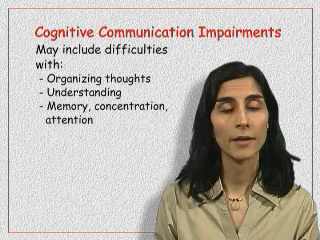 Cognitive Communication Impairments
May include difficulties
with:
- Organizing thoughts
- Understanding
- Memory, concentration,
attention